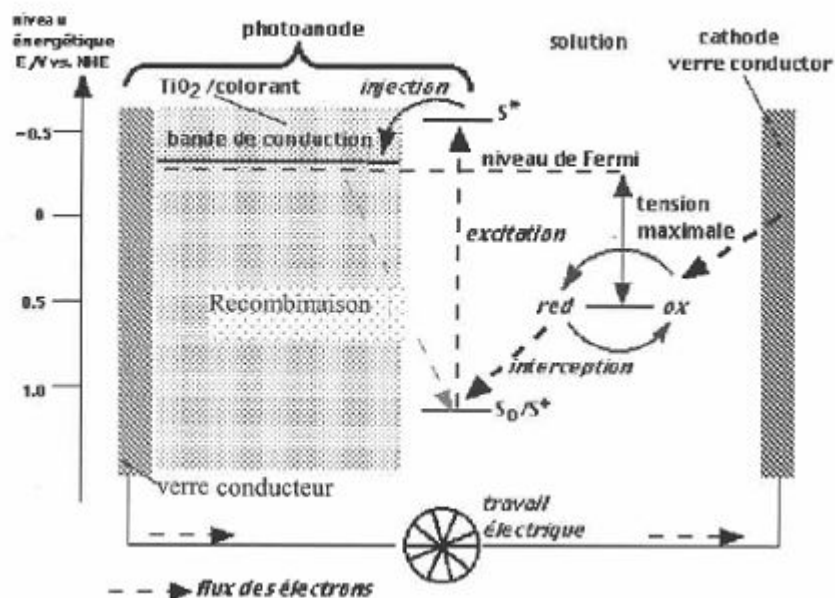 niveau
énergétique
E/V vs. NHE
photoanode
solution
cathode
verre conductor
TiO2/colorant
injection
S*
-0.5
bande de conduction
niveau de Fermi
0
tension
maximale
excitation
0.5
Recombinaison
red
ox
1.0
interception
S0/S+
verre conducteur
travail
électrique
flux des électrons